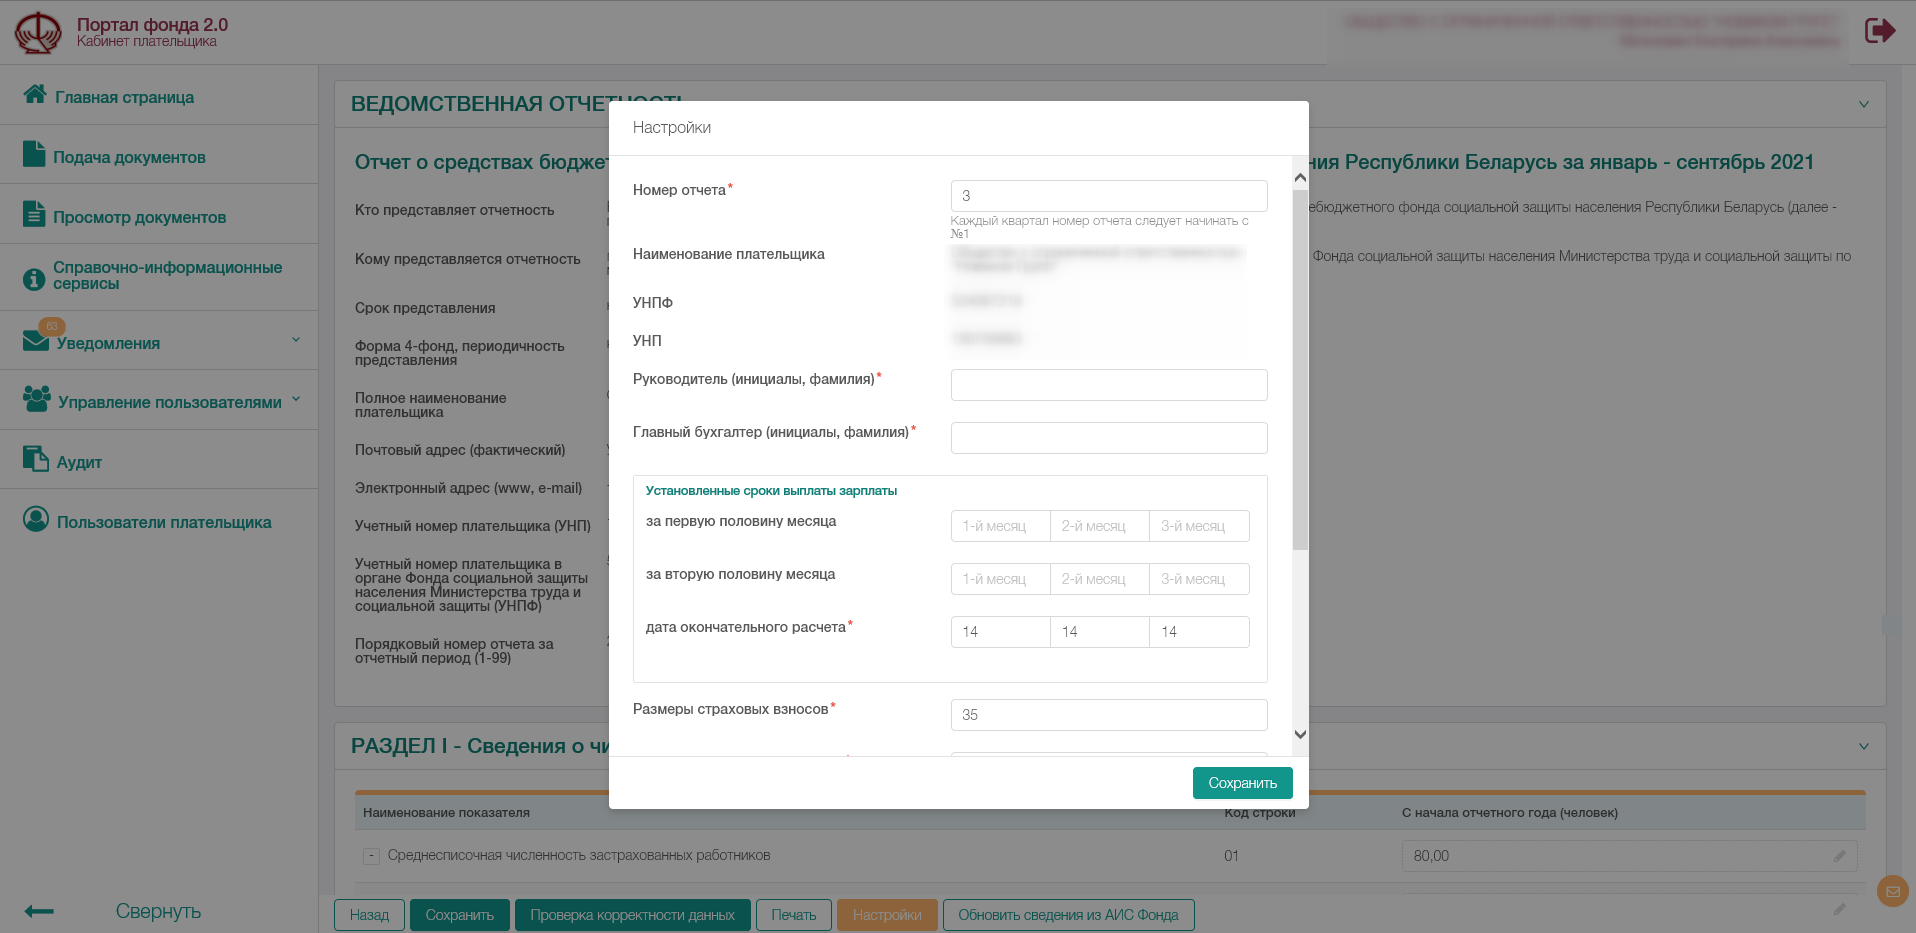 Портал фонда 2.0
Кабинет плательщика
Главная страница
Подача документов
Просмотр документов
Справочно-информационные
сервисы
63
Уведомления
Управление пользователями
Аудит
Пользователи плательщика
Свернуть
ВЕДОМСТВЕННАЯ ОТЧЕТНОСТЬ
Отчет о средствах бюджет
ния Республики Беларусь за январь - сентябрь 2021
Кто представляет отчетность
ебюджетного фонда социальной защиты населения Республики Беларусь (далее -
Кому представляется отчетность
Фонда социальной защиты населения Министерства труда и социальной защиты по
Срок представления
Форма 4-фонд, периодичность
представления
Полное наименование
плательщика
Почтовый адрес (фактический)
Электронный адрес (www, e-mail)
Учетный номер плательщика (УНП)
Учетный номер плательщика в
органе Фонда социальной защиты
населения Министерства труда и
социальной защиты (УНПФ)
Порядковый номер отчета за
отчетный период (1-99)
Настройки
Номер отчета*
3
Каждый квартал номер отчета следует начинать с
№1
Наименование плательщика
УНПФ
УНП
Руководитель (инициалы, фамилия)*
Главный бухгалтер (инициалы, фамилия)*
Установленные сроки выплаты зарплаты
за первую половину месяца
1-й месяц 2-й месяц 3-й месяц
за вторую половину месяца
1-й месяц 2-й месяц 3-й месяц
дата окончательного расчета*
14 14 14
Размеры страховых взносов*
35
Сохранить
РАЗДЕЛ I - Сведения о чи
Наименование показателя Код строки С начала отчетного года (человек)
- Среднесписочная численность застрахованных работников 01 80,00
Назад Сохранить Проверка корректности данных Печать Настройки Обновить сведения из АИС Фонда